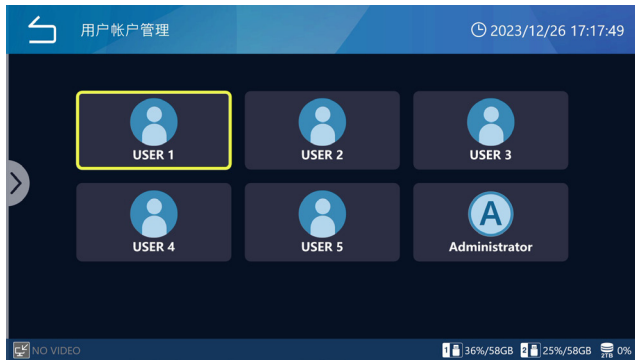 用户帐户管理
2023/12/26 17:17:49
USER 1
USER 2
USER 3
USER 4
USER 5
A
Administrator
NO VIDEO
1 36%/58GB 2 25%/58GB 2TB 0%